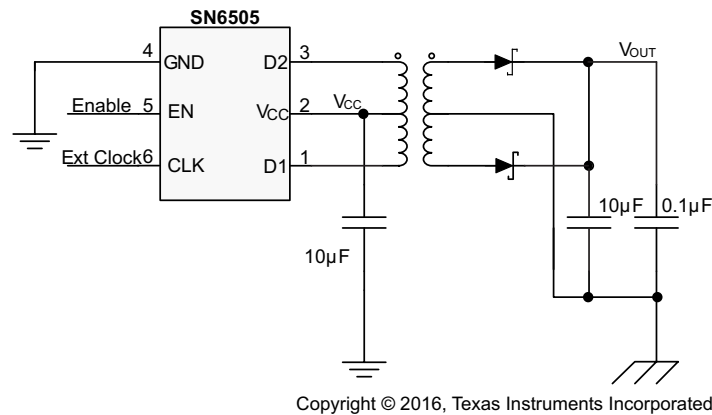 SN6505
4 GND D2 3
Enable 5 EN VCC 2 VCC
Ext Clock 6 CLK D1 1
VOUT
10µF
10µF 0.1µF
Copyright © 2016, Texas Instruments Incorporated